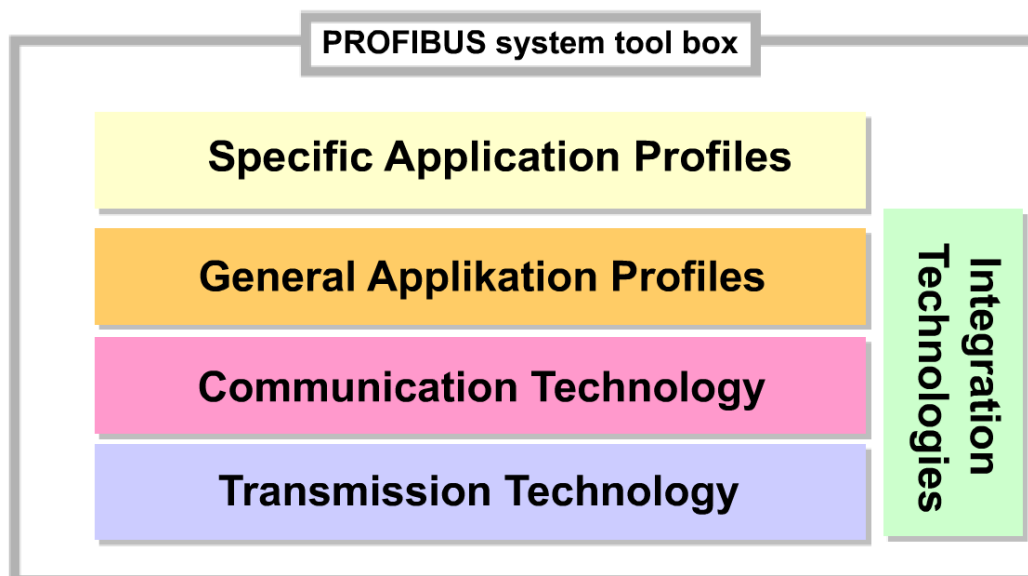 PROFIBUS system tool box
Specific Application Profiles
General Applikation Profiles
Communication Technology
Transmission Technology
Integration
Technologies